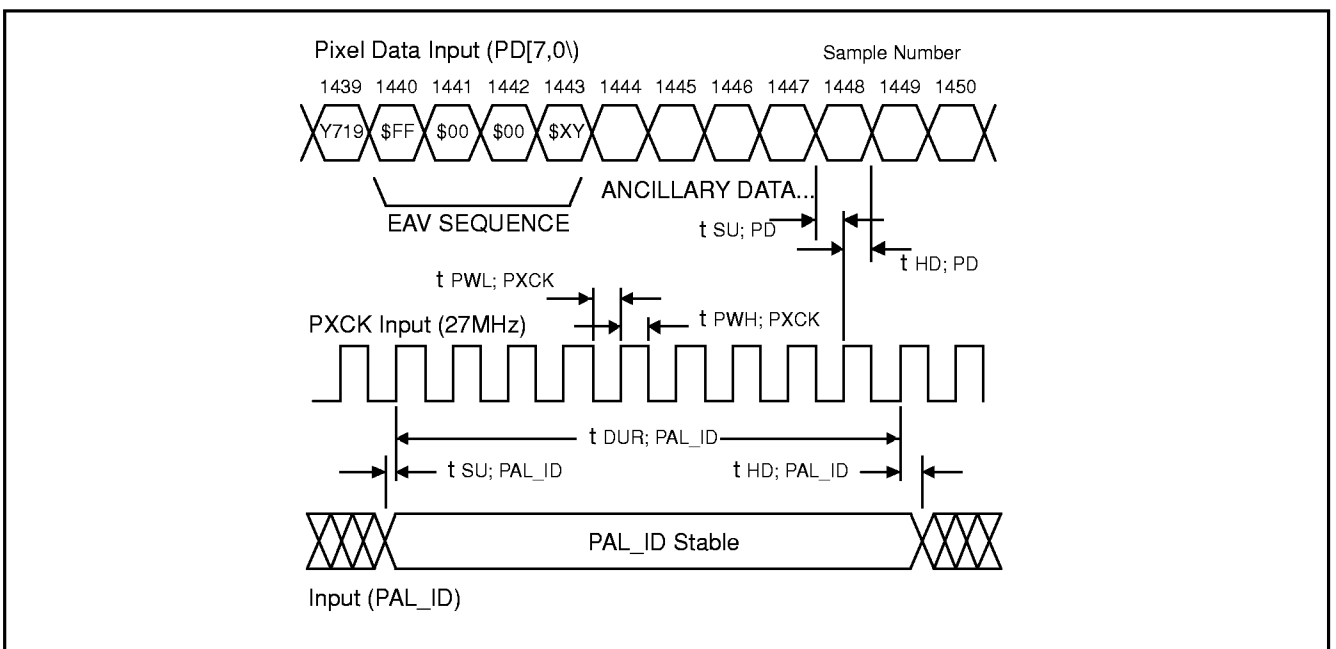 Pixel Data Input (PD[7,0\)
Sample Number
1439 1440 1441 1442 1443 1444 1445 1446 1447 1448 1449 1450
Y719 $FF $00 $00 $XY
ANCILLARY DATA...
EAV SEQUENCE
t SU; PD
t HD; PD
t PWL; PXCK
PXCK Input (27MHz)
t PWH; PXCK
t DUR; PAL_ID
t SU; PAL_ID
t HD; PAL_ID
PAL_ID Stable
Input (PAL_ID)